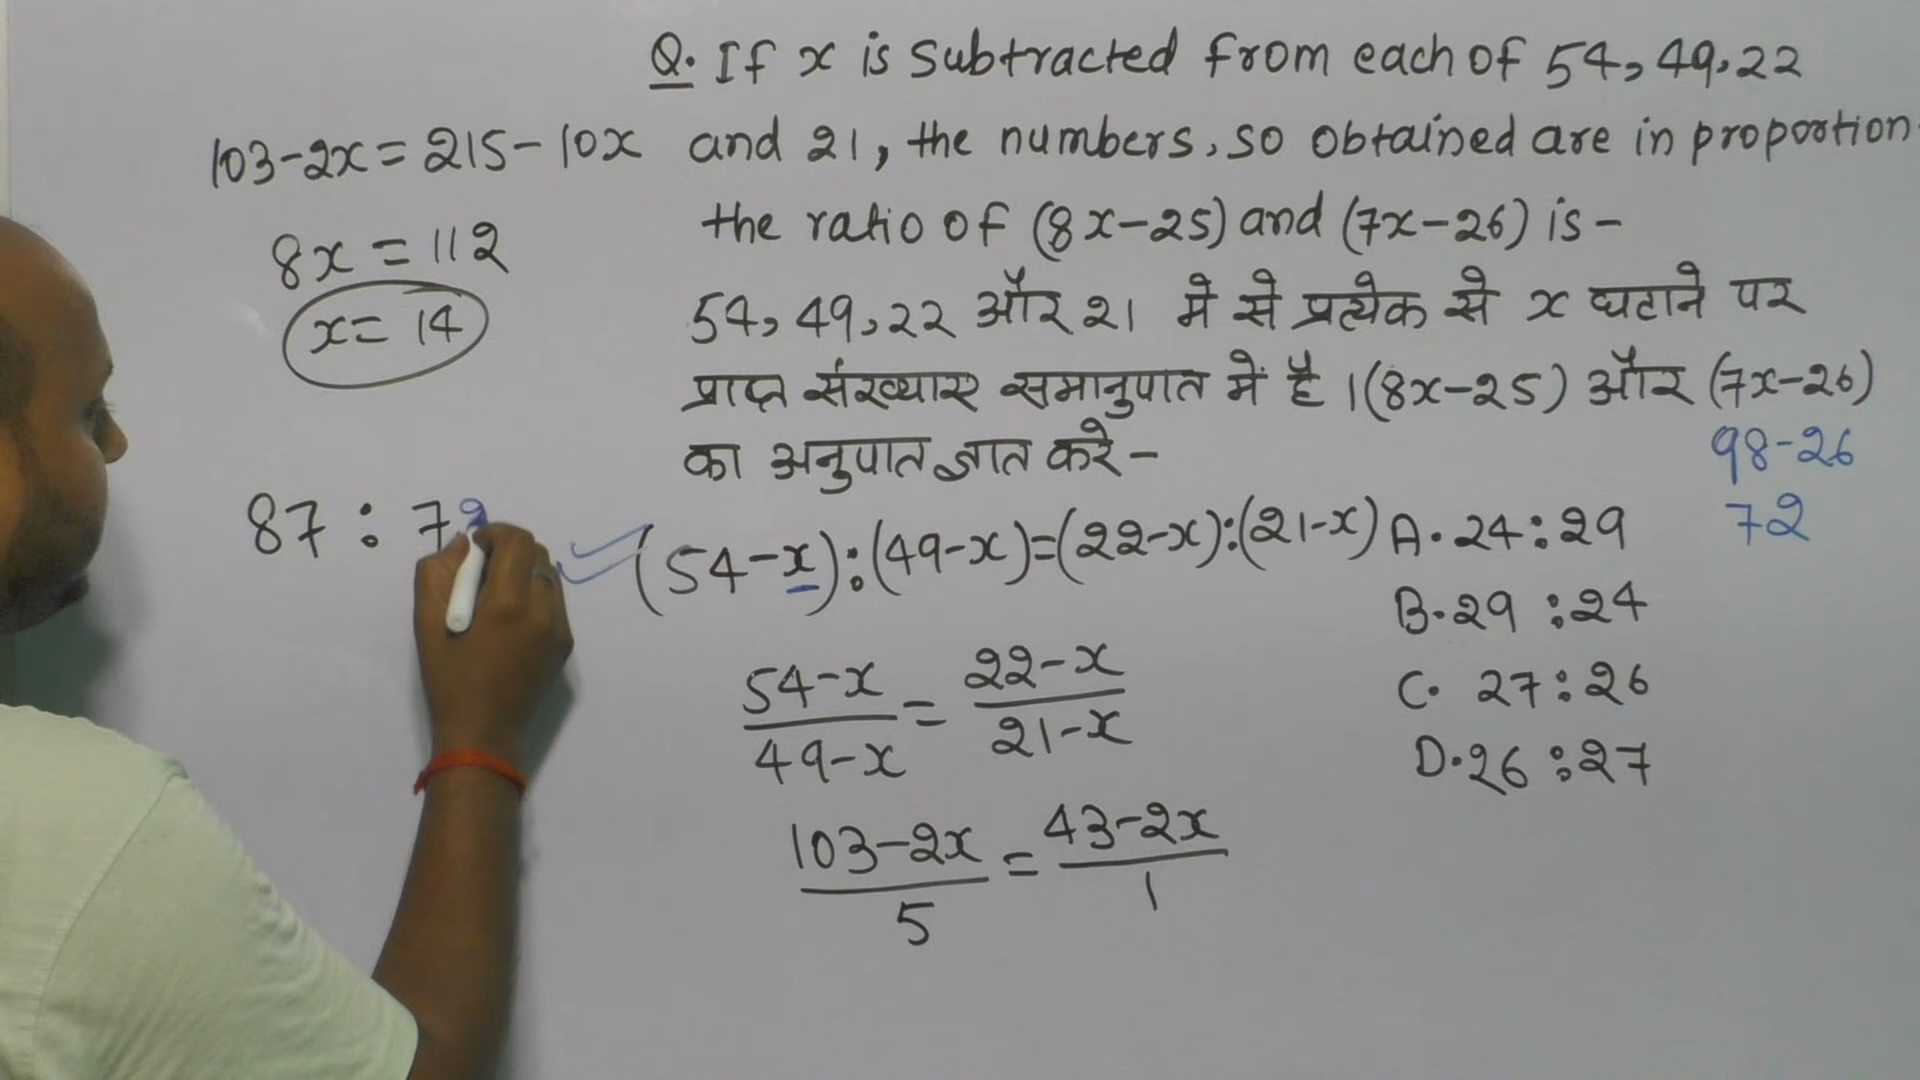 Q. If x is subtracted from each of 54, 49, 22
and 21, the numbers, so obtained are in proportion.
the ratio of (8x-25) and (7x-26) is-
54, 49, 22 और 21 मे से प्रत्येक से x घटाने पर
प्राप्त संख्याए समानुपात में है । (8x-25) और (7x-26)
का अनुपात ज्ञात करे-
103-2x=215-10x
8x=112
x=14
87:72
98-26
72
(54-x):(49-x)=(22-x):(21-x)
54-x/49-x = 22-x/21-x
103-2x/5 = 43-2x/1
A. 24:29
B. 29:24
C. 27:26
D. 26:27